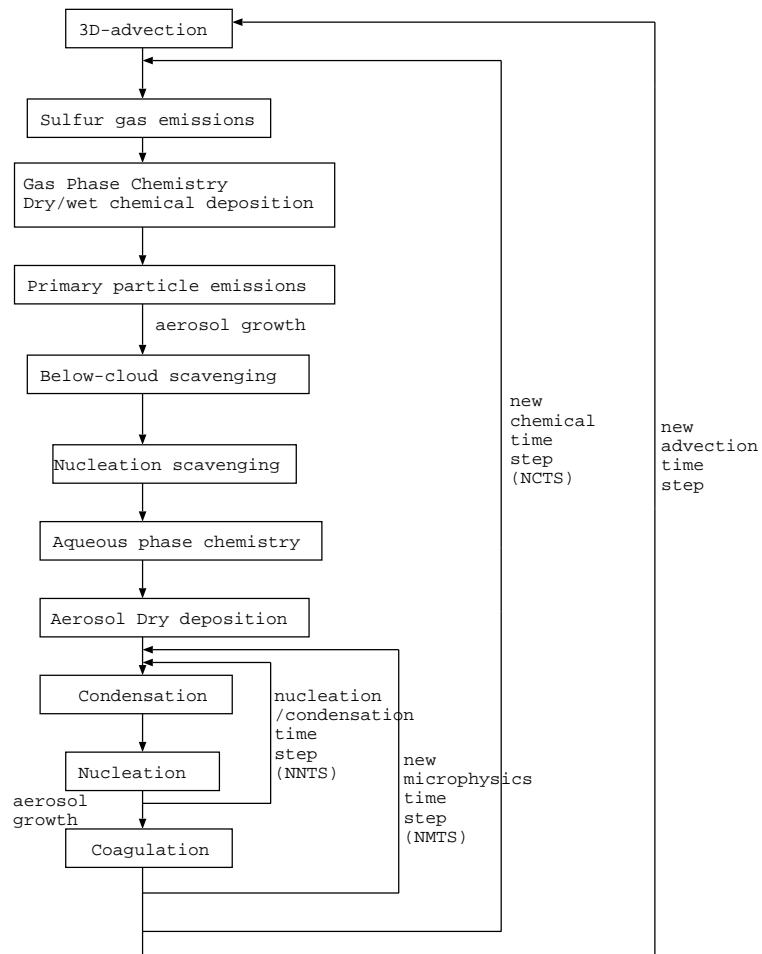 3D-advection
Sulfur gas emissions
Gas Phase Chemistry
Dry/wet chemical deposition
Primary particle emissions
aerosol growth
Below-cloud scavenging
Nucleation scavenging
Aqueous phase chemistry
Aerosol Dry deposition
Condensation
Nucleation
aerosol
growth
Coagulation
nucleation
/condensation
time
step
(NNTS)
new
microphysics
time
step
(NMTS)
new
chemical
time
step
(NCTS)
new
advection
time
step